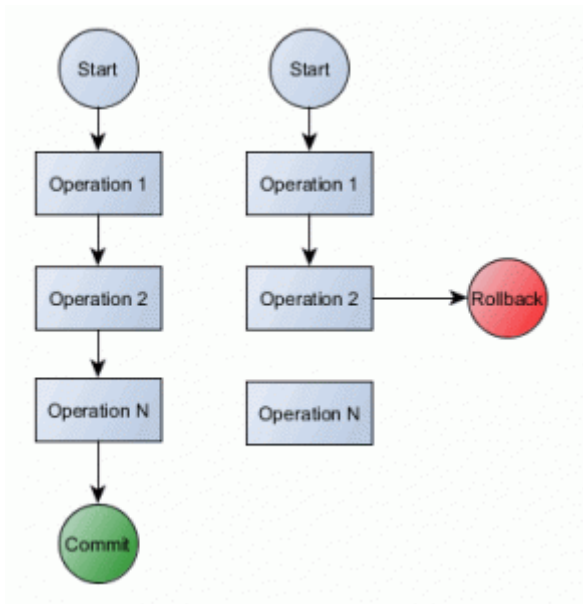 Start
Operation 1
Operation 2
Operation N
Commit
Start
Operation 1
Operation 2
Rollback
Operation N